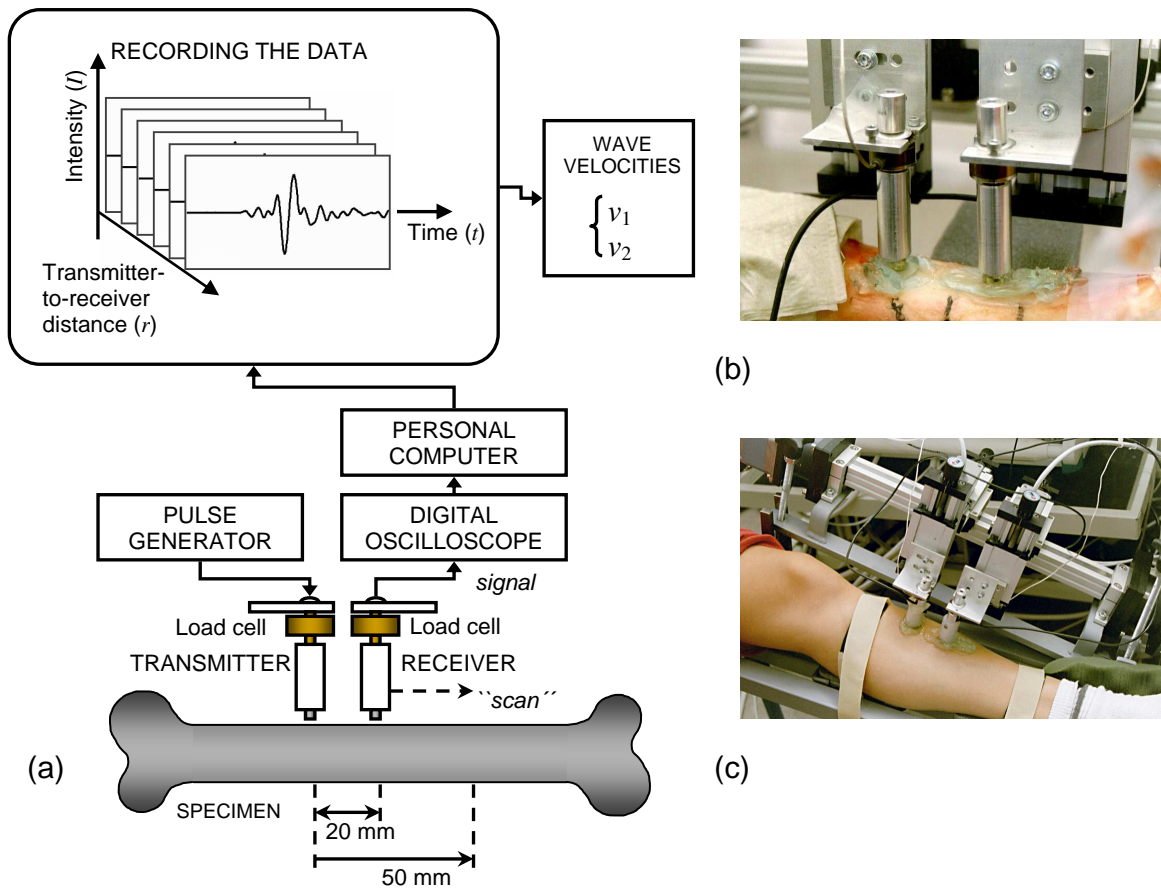 RECORDING THE DATA
Intensity (I)
Time (t)
Transmitter-
to-receiver
distance (r)
WAVE
VELOCITIES
v1
v2
(b)
PERSONAL
COMPUTER
PULSE
GENERATOR
DIGITAL
OSCILLOSCOPE
signal
Load cell
Load cell
TRANSMITTER
RECEIVER
``scan´´
(a)
(c)
SPECIMEN
20 mm
50 mm